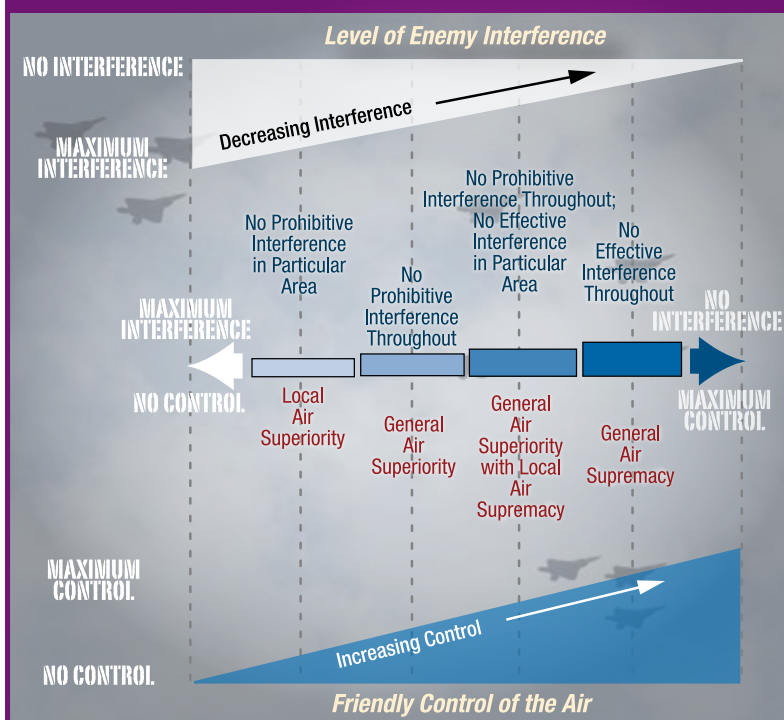 Level of Enemy Interference
NO INTERFERENCE
Decreasing Interference
MAXIMUM
INTERFERENCE
No Prohibitive
Interference
in Particular
Area
No
Prohibitive
Interference
Throughout
No Prohibitive
Interference Throughout;
No Effective
Interference
in Particular
Area
No
Effective
Interference
Throughout
MAXIMUM
INTERFERENCE
NO
INTERFERENCE
NO CONTROL
MAXIMUM
CONTROL
Local
Air
Superiority
General
Air
Superiority
General
Air
Superiority
with Local
Air
Supremacy
General
Air
Supremacy
MAXIMUM
CONTROL
Increasing Control
NO CONTROL
Friendly Control of the Air